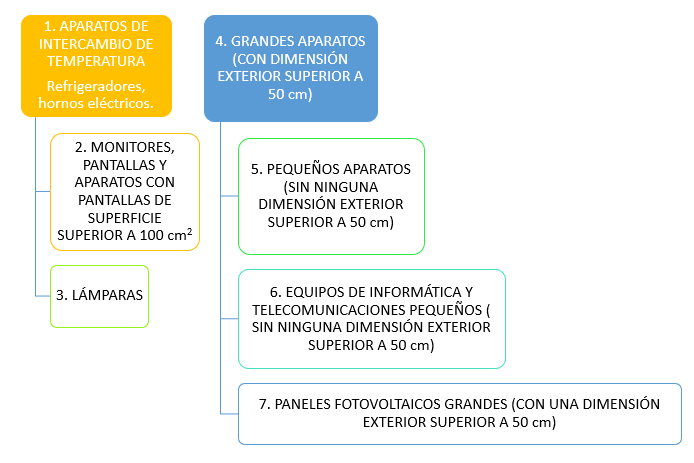 1. APARATOS DE
INTERCAMBIO DE
TEMPERATURA
Refrigeradores,
hornos eléctricos.
2. MONITORES,
PANTALLAS Y
APARATOS CON
PANTALLAS DE
SUPERFICIE
SUPERIOR A 100 cm²
3. LÁMPARAS
4. GRANDES APARATOS
(CON DIMENSIÓN
EXTERIOR SUPERIOR A
50 cm)
5. PEQUEÑOS APARATOS
(SIN NINGUNA
DIMENSIÓN EXTERIOR
SUPERIOR A 50 cm)
6. EQUIPOS DE INFORMÁTICA Y
TELECOMUNICACIONES PEQUEÑOS (
SIN NINGUNA DIMENSIÓN EXTERIOR
SUPERIOR A 50 cm)
7. PANELES FOTOVOLTAICOS GRANDES (CON UNA DIMENSIÓN
EXTERIOR SUPERIOR A 50 cm)